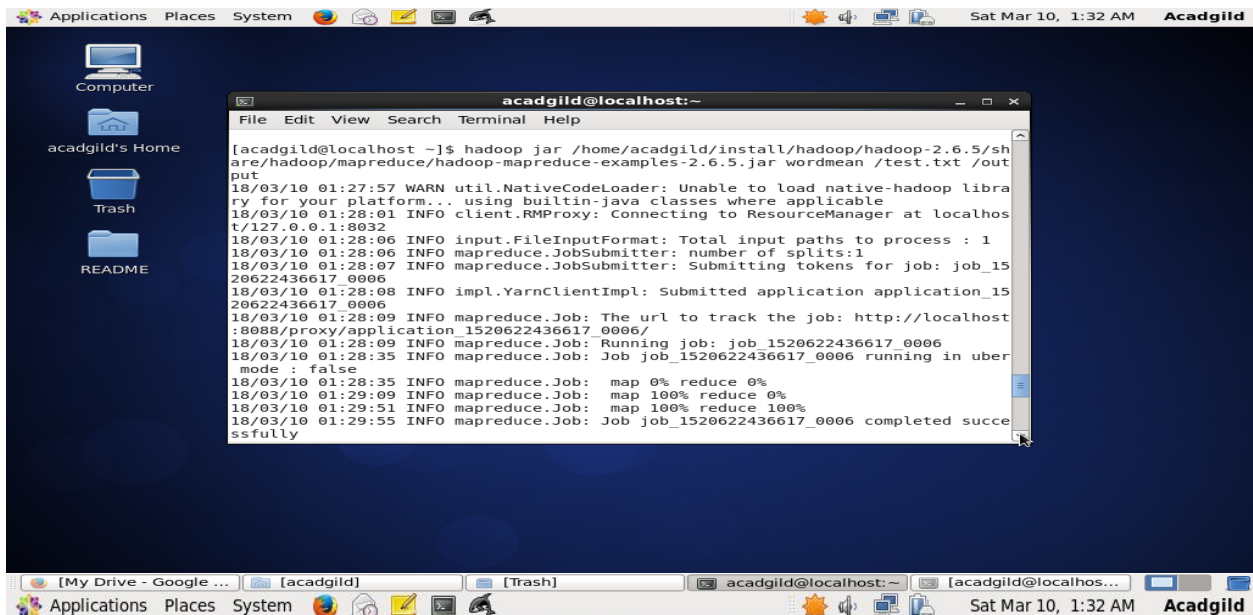 Applications Places System Sat Mar 10, 1:32 AM Acadgild
Computer
acadgild's Home
Trash
README
acadgild@localhost:~
File Edit View Search Terminal Help
[acadgild@localhost ~]$ hadoop jar /home/acadgild/install/hadoop/hadoop-2.6.5/sh
are/hadoop/mapreduce/hadoop-mapreduce-examples-2.6.5.jar wordmean /test.txt /out
put
18/03/10 01:27:57 WARN util.NativeCodeLoader: Unable to load native-hadoop libra
ry for your platform... using builtin-java classes where applicable
18/03/10 01:28:01 INFO client.RMProxy: Connecting to ResourceManager at localhos
t/127.0.0.1:8032
18/03/10 01:28:06 INFO input.FileInputFormat: Total input paths to process : 1
18/03/10 01:28:06 INFO mapreduce.JobSubmitter: number of splits:1
18/03/10 01:28:07 INFO mapreduce.JobSubmitter: Submitting tokens for job: job_15
20622436617_0006
18/03/10 01:28:08 INFO impl.YarnClientImpl: Submitted application application_15
20622436617_0006
18/03/10 01:28:09 INFO mapreduce.Job: The url to track the job: http://localhost
:8088/proxy/application_1520622436617_0006/
18/03/10 01:28:09 INFO mapreduce.Job: Running job: job_1520622436617_0006
18/03/10 01:28:35 INFO mapreduce.Job: Job job_1520622436617_0006 running in uber
 mode : false
18/03/10 01:28:35 INFO mapreduce.Job:  map 0% reduce 0%
18/03/10 01:29:09 INFO mapreduce.Job:  map 100% reduce 0%
18/03/10 01:29:51 INFO mapreduce.Job:  map 100% reduce 100%
18/03/10 01:29:55 INFO mapreduce.Job: Job job_1520622436617_0006 completed succe
ssfully
[My Drive - Google ... [acadgild] [Trash] acadgild@localhost:~ [acadgild@localhos...
Applications Places System Sat Mar 10, 1:32 AM Acadgild